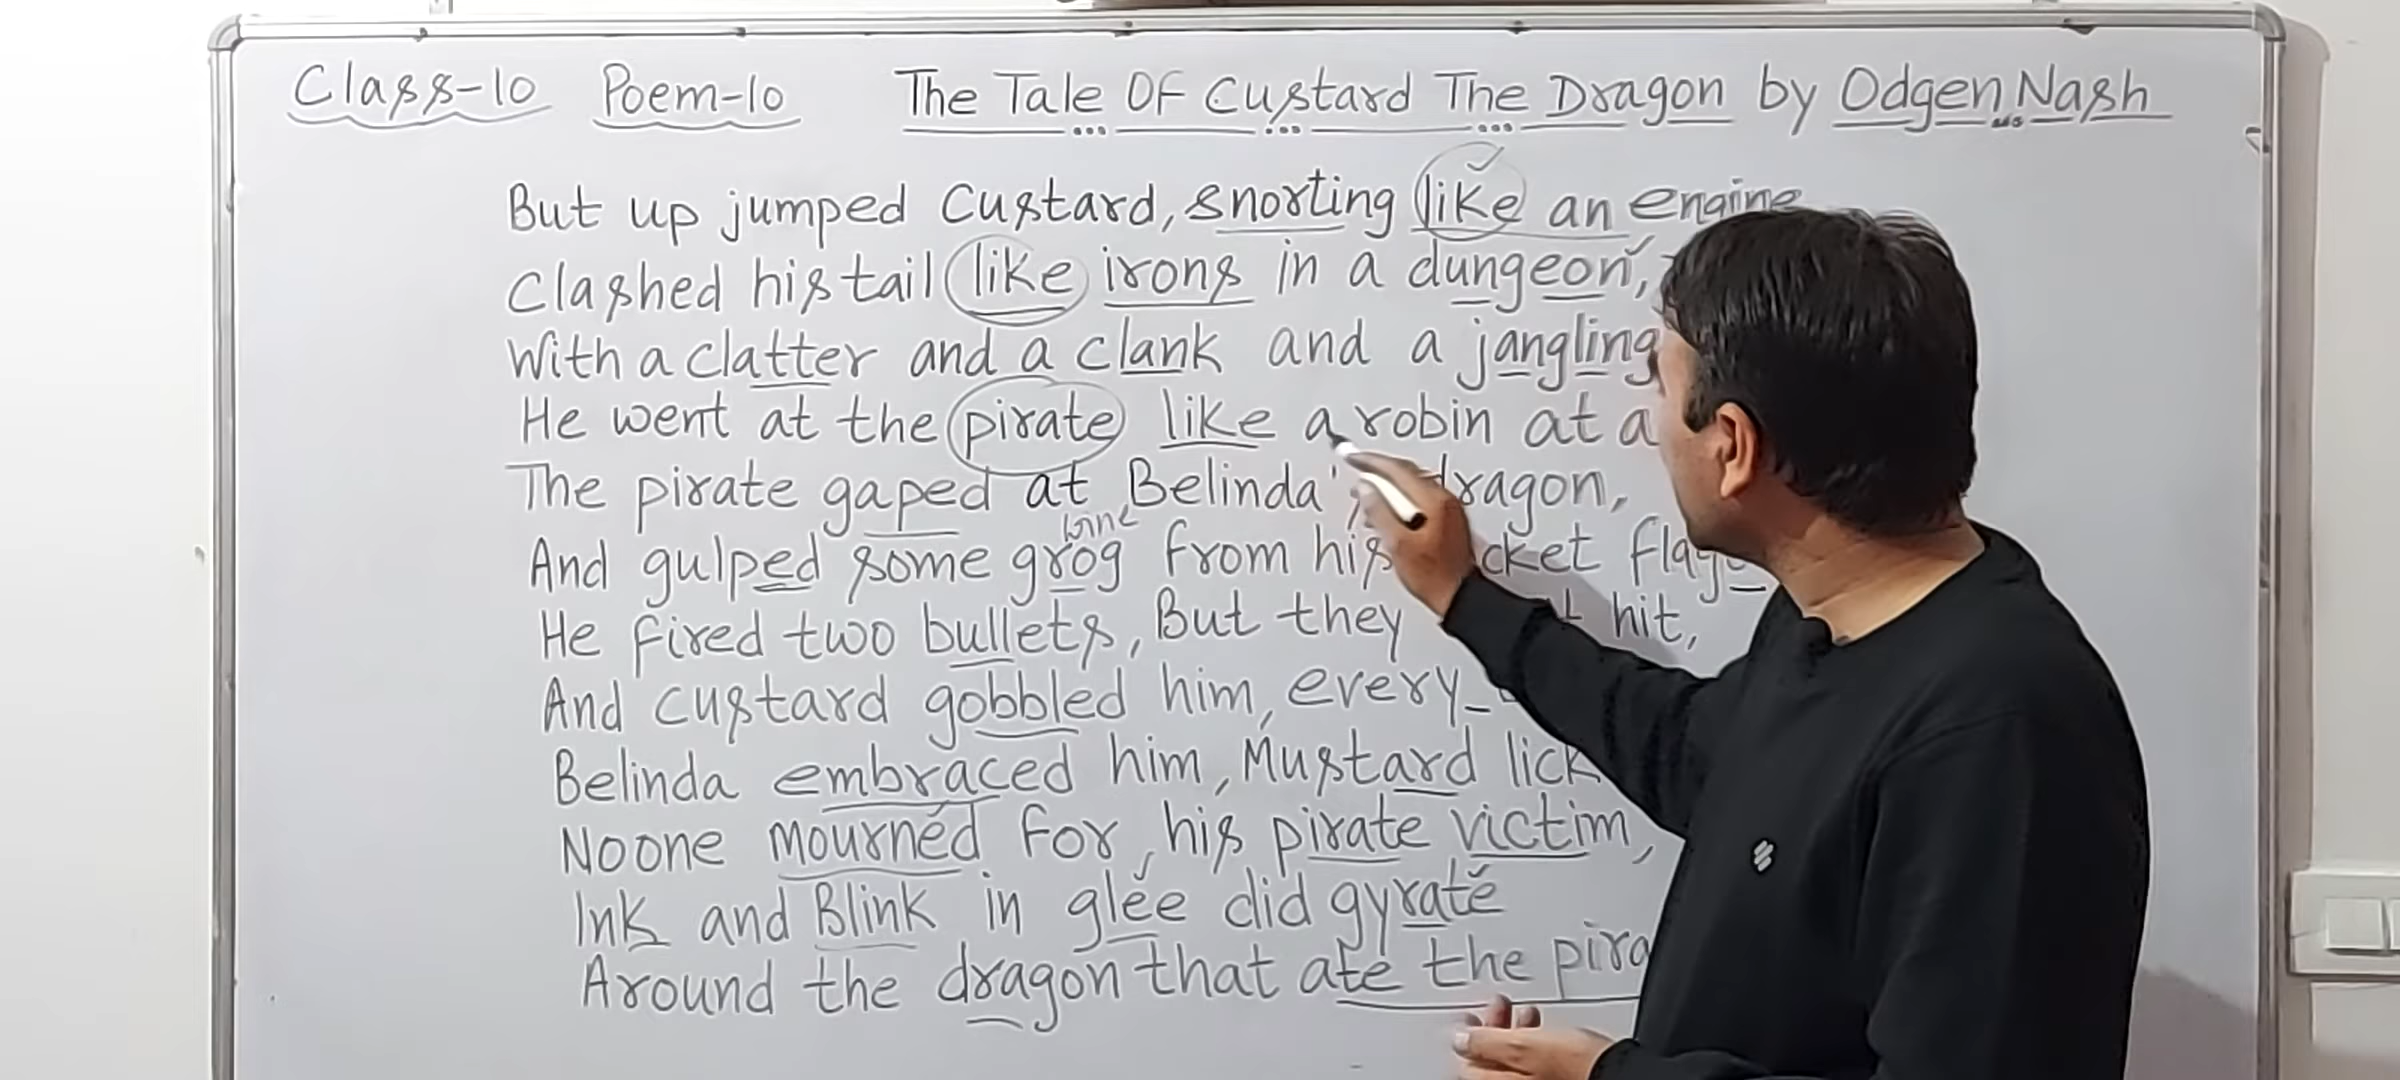 Class-10 Poem-10 The Tale OF Custard The Dragon by Odgen Nash
But up jumped Custard, snorting like an engine
Clashed his tail like irons in a dungeon,
With a clatter and a clank and a jangling
He went at the pirate like a robin at a
The pirate gaped at Belinda's dragon,
wine
And gulped some grog from his
He fired two bullets, But they hit,
And custard gobbled him, every
Belinda embraced him, Mustard lick
Noone mourned for his pirate victim,
Ink and Blink in glee did gyrate
Around the dragon that ate the pira